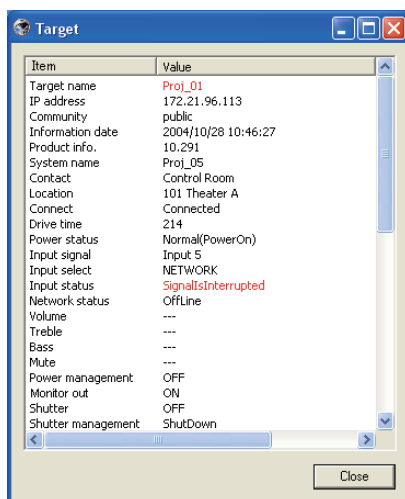 Target
Item Value
Target name Proj_01
IP address 172.21.96.113
Community public
Information date 2004/10/28 10:46:27
Product info. 10.291
System name Proj_05
Contact Control Room
Location 101 Theater A
Connect Connected
Drive time 214
Power status Normal(PowerOn)
Input signal Input 5
Input select NETWORK
Input status SignalIsInterrupted
Network status OffLine
Volume ---
Treble ---
Bass ---
Mute ---
Power management OFF
Monitor out ON
Shutter OFF
Shutter management ShutDown
Close